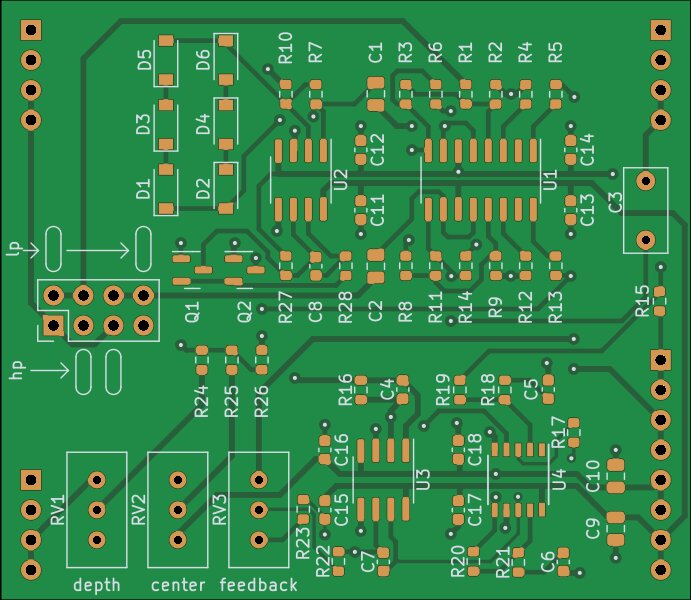 R10 R7 C1 R3 R6 R1 R2 R4 R5
D5 D6
D3 D4
C12 C14
U2 U1
D1 D2
C11 C13 C3
lp
Q1 Q2 R27 C8 R28 C2 R8 R11 R14 R9 R12 R13
R15
hp
R24 R25 R26 R16 C4 R19 R18 C5
R17
C16 C18
U3 U4 C10
RV1 RV2 RV3
C15 C17 C9
R23
R22 C7 R20 R21 C6
depth center feedback